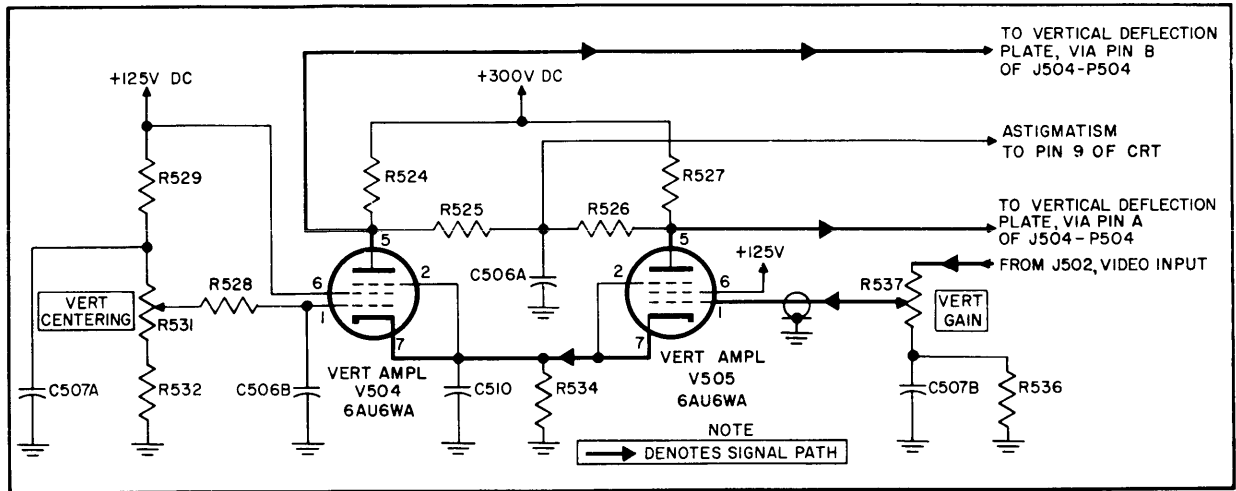 TO VERTICAL DEFLECTION
PLATE, VIA PIN B
OF J504-P504
+125V DC
+300V DC
ASTIGMATISM
TO PIN 9 OF CRT
R529
R524
R527
R525
R526
TO VERTICAL DEFLECTION
PLATE, VIA PIN A
OF J504-P504
5
5
+125V
FROM J502, VIDEO INPUT
C506A
2
2
R537
R528
6
6
VERT
CENTERING
R531
1
1
VERT
GAIN
7
7
VERT AMPL
V504
6AU6WA
VERT AMPL
V505
6AU6WA
C507A
R532
C506B
C510
R534
C507B
R536
NOTE
DENOTES SIGNAL PATH